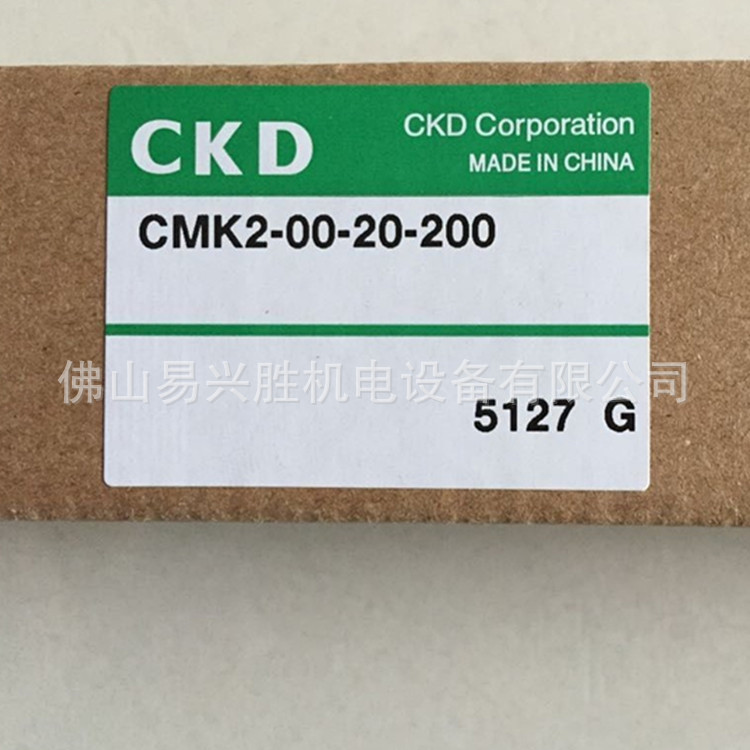 CKD
CKD Corporation
MADE IN CHINA
CMK2-00-20-200
佛山易兴胜机电设备有限公司
5127 G